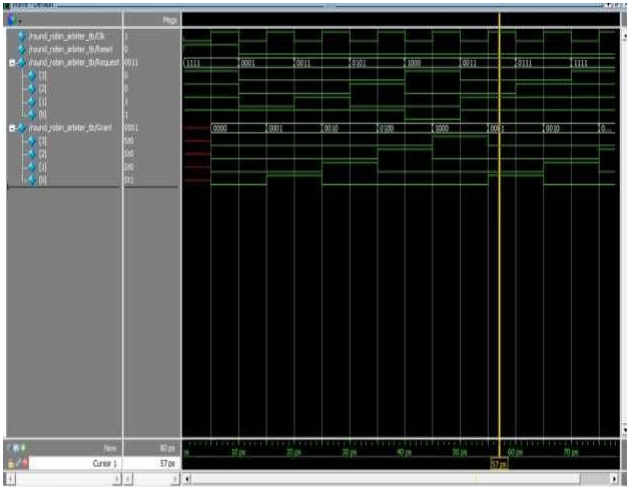 Wave - Default
Msgs
/round_robin_arbiter_tb/Clk 1
/round_robin_arbiter_tb/Reset 0
/round_robin_arbiter_tb/Request 0011 1111 0001 0011 0101 1000 0011 0111 1111
[3] 0
[2] 0
[1] 1
[0] 1
/round_robin_arbiter_tb/Grant 0001 0000 0001 0010 0100 1000 0001 0010 0...
[3] St0
[2] St0
[1] St0
[0] St1
Now 80 ps 10 ps 20 ps 30 ps 40 ps 50 ps 60 ps 70 ps
Cursor 1 57 ps 57 ps